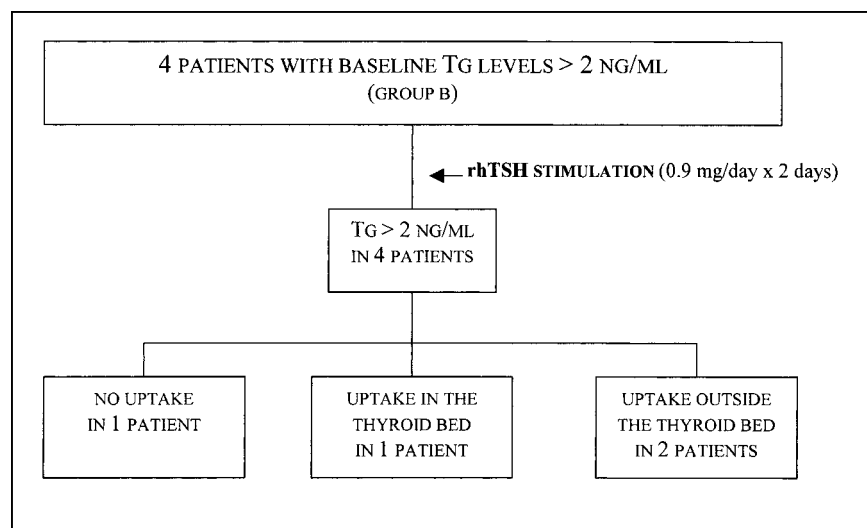 4 PATIENTS WITH BASELINE TG LEVELS > 2 NG/ML
(GROUP B)
rhTSH STIMULATION (0.9 mg/day x 2 days)
TG > 2 NG/ML
IN 4 PATIENTS
NO UPTAKE
IN 1 PATIENT
UPTAKE IN THE
THYROID BED
IN 1 PATIENT
UPTAKE OUTSIDE
THE THYROID BED
IN 2 PATIENTS